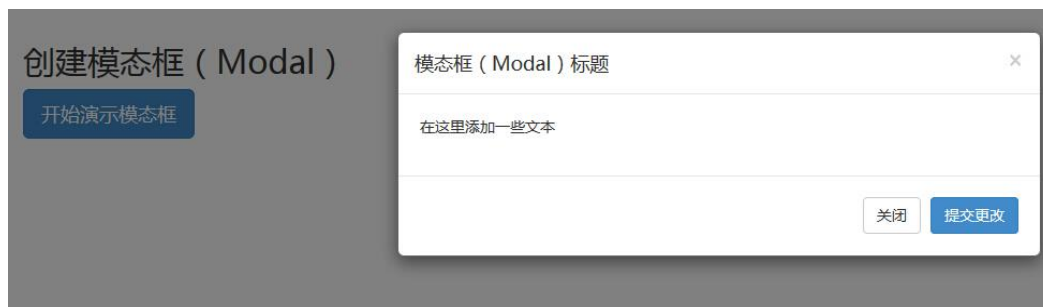 创建模态框（Modal）
开始演示模态框
模态框（Modal）标题
×
在这里添加一些文本
关闭
提交更改